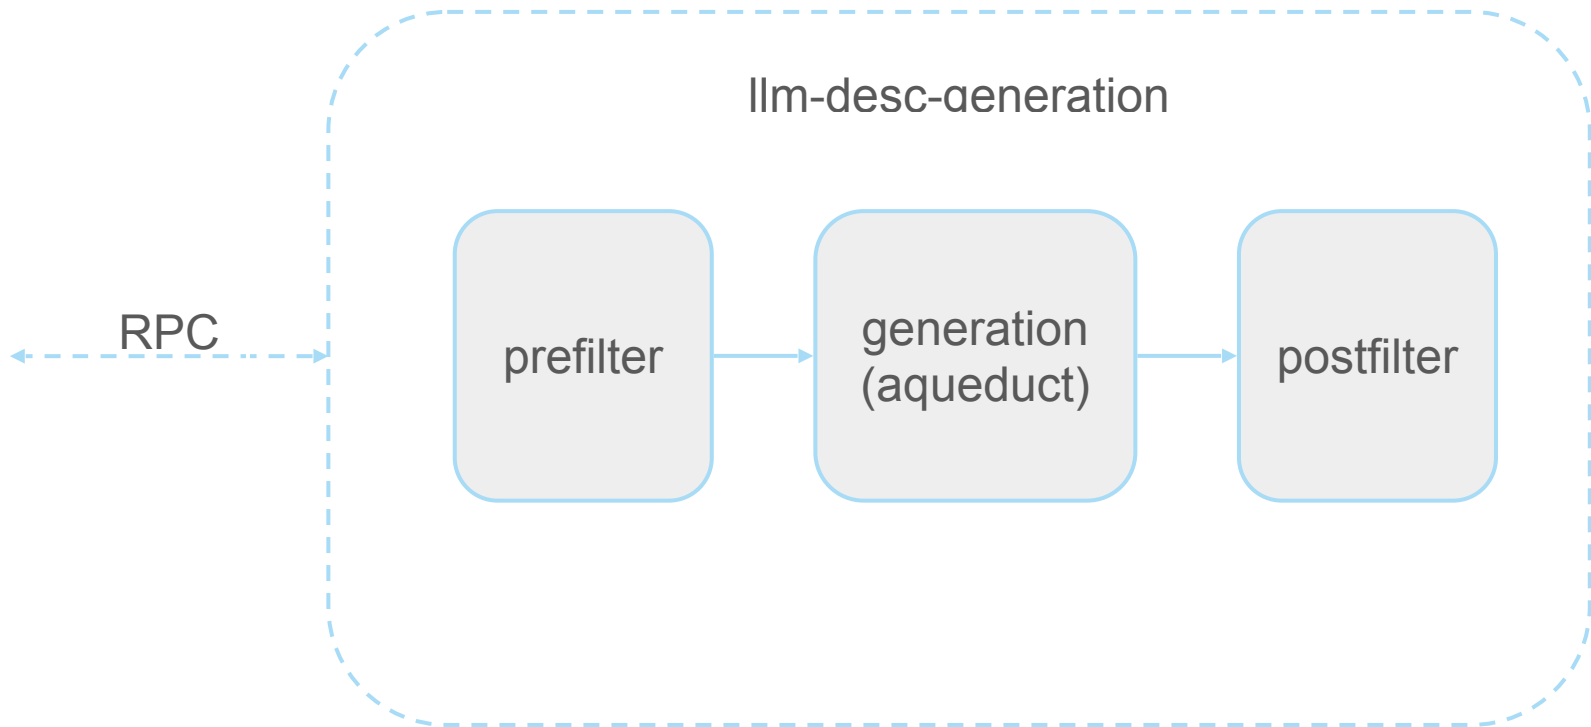 llm-desc-generation
RPC
prefilter
generation
(aqueduct)
postfilter